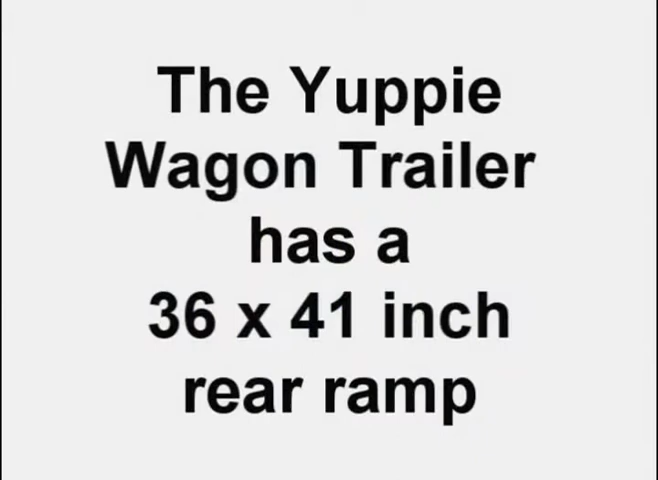 The Yuppie
Wagon Trailer
has a
36 x 41 inch
rear ramp